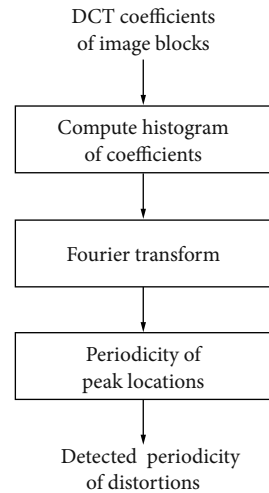 DCT coefficients
of image blocks
Compute histogram
of coefficients
Fourier transform
Periodicity of
peak locations
Detected periodicity
of distortions